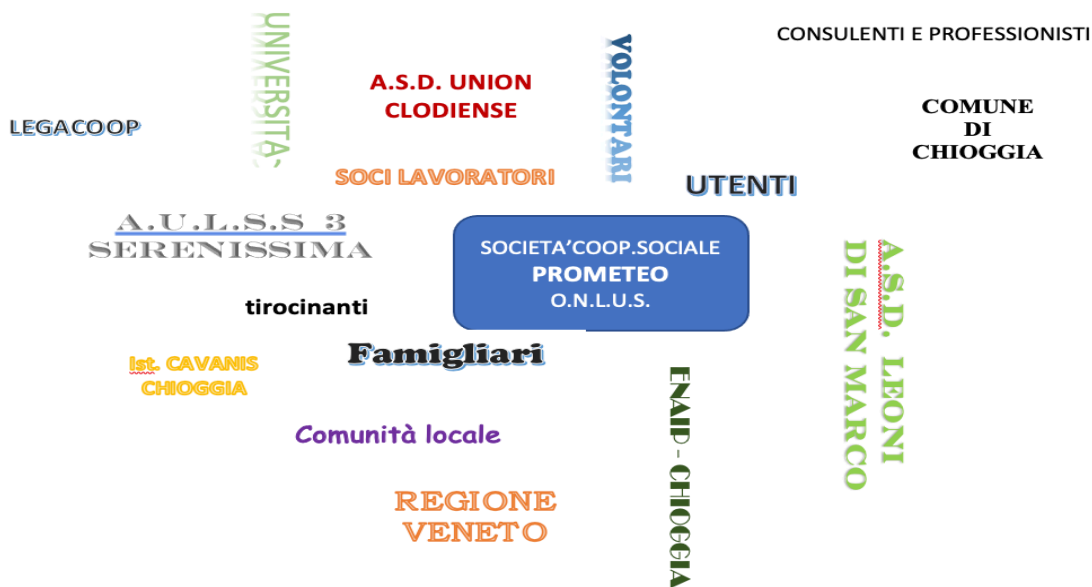 UNIVERSITA'
CONSULENTI E PROFESSIONISTI
VOLONTARI
A.S.D. UNION
CLODIENSE
LEGACOOP
COMUNE
DI
CHIOGGIA
SOCI LAVORATORI
UTENTI
A.U.L.S.S 3
SERENISSIMA
SOCIETA'COOP.SOCIALE
PROMETEO
O.N.L.U.S.
A.S.D. LEONI
DI SAN MARCO
tirocinanti
Famigliari
Ist. CAVANIS
CHIOGGIA
ENAIP - CHIOGGIA
Comunità locale
REGIONE
VENETO